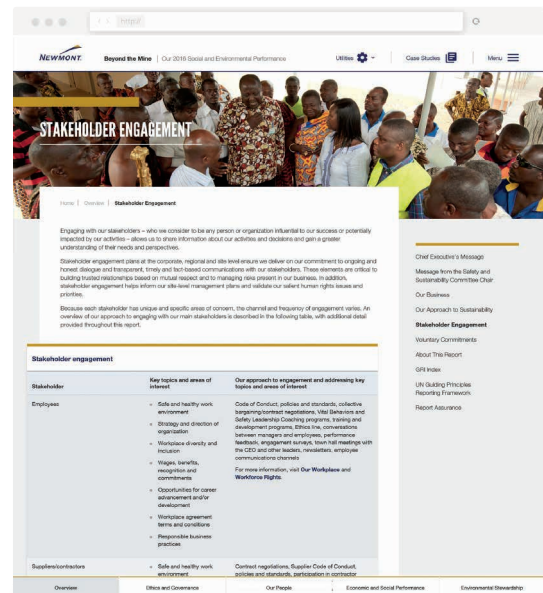 http//
NEWMONT.
Beyond the Mine | Our 2016 Social and Environmental Performance
Utilities
Case Studies
Menu
STAKEHOLDER ENGAGEMENT
Home | Overview | Stakeholder Engagement
Engaging with our stakeholders – who we consider to be any person or organization influential to our success or potentially
impacted by our activities – allows us to share information about our activities and decisions and gain a greater
understanding of their needs and perspectives.
Stakeholder engagement plans at the corporate, regional and site level ensure we deliver on our commitment to ongoing and
honest dialogue and transparent, timely and fact-based communications with our stakeholders. These elements are critical to
building trusted relationships based on mutual respect and to managing risks present in our business. In addition,
stakeholder engagement helps inform our site-level management plans and validate our salient human rights issues and
priorities.
Because each stakeholder has unique and specific areas of concern, the channel and frequency of engagement varies. An
overview of our approach to engaging with our main stakeholders is described in the following table, with additional detail
provided throughout this report.
Chief Executive's Message
Message from the Safety and
Sustainability Committee Chair
Our Business
Our Approach to Sustainability
Stakeholder Engagement
Voluntary Commitments
About This Report
GRI Index
UN Guiding Principles
Reporting Framework
Report Assurance
Stakeholder engagement
Stakeholder
Key topics and areas of
interest
Our approach to engagement and addressing key
topics and areas of interest
Employees
Safe and healthy work
environment
Strategy and direction of
organization
Workplace diversity and
inclusion
Wages, benefits,
recognition and
commitments
Opportunities for career
advancement and/or
development
Workplace agreement
terms and conditions
Responsible business
practices
Code of Conduct, policies and standards, collective
bargaining/contract negotiations, Vital Behaviors and
Safety Leadership Coaching programs, training and
development programs, Ethics line, conversations
between managers and employees, performance
feedback, engagement surveys, town hall meetings with
the CEO and other leaders, newsletters, employee
communications channels
For more information, visit Our Workplace and
Workforce Rights.
Suppliers/contractors
Safe and healthy work
environment
Contract negotiations, Supplier Code of Conduct,
policies and standards, participation in contractor
Overview
Ethics and Governance
Our People
Economic and Social Performance
Environmental Stewardship